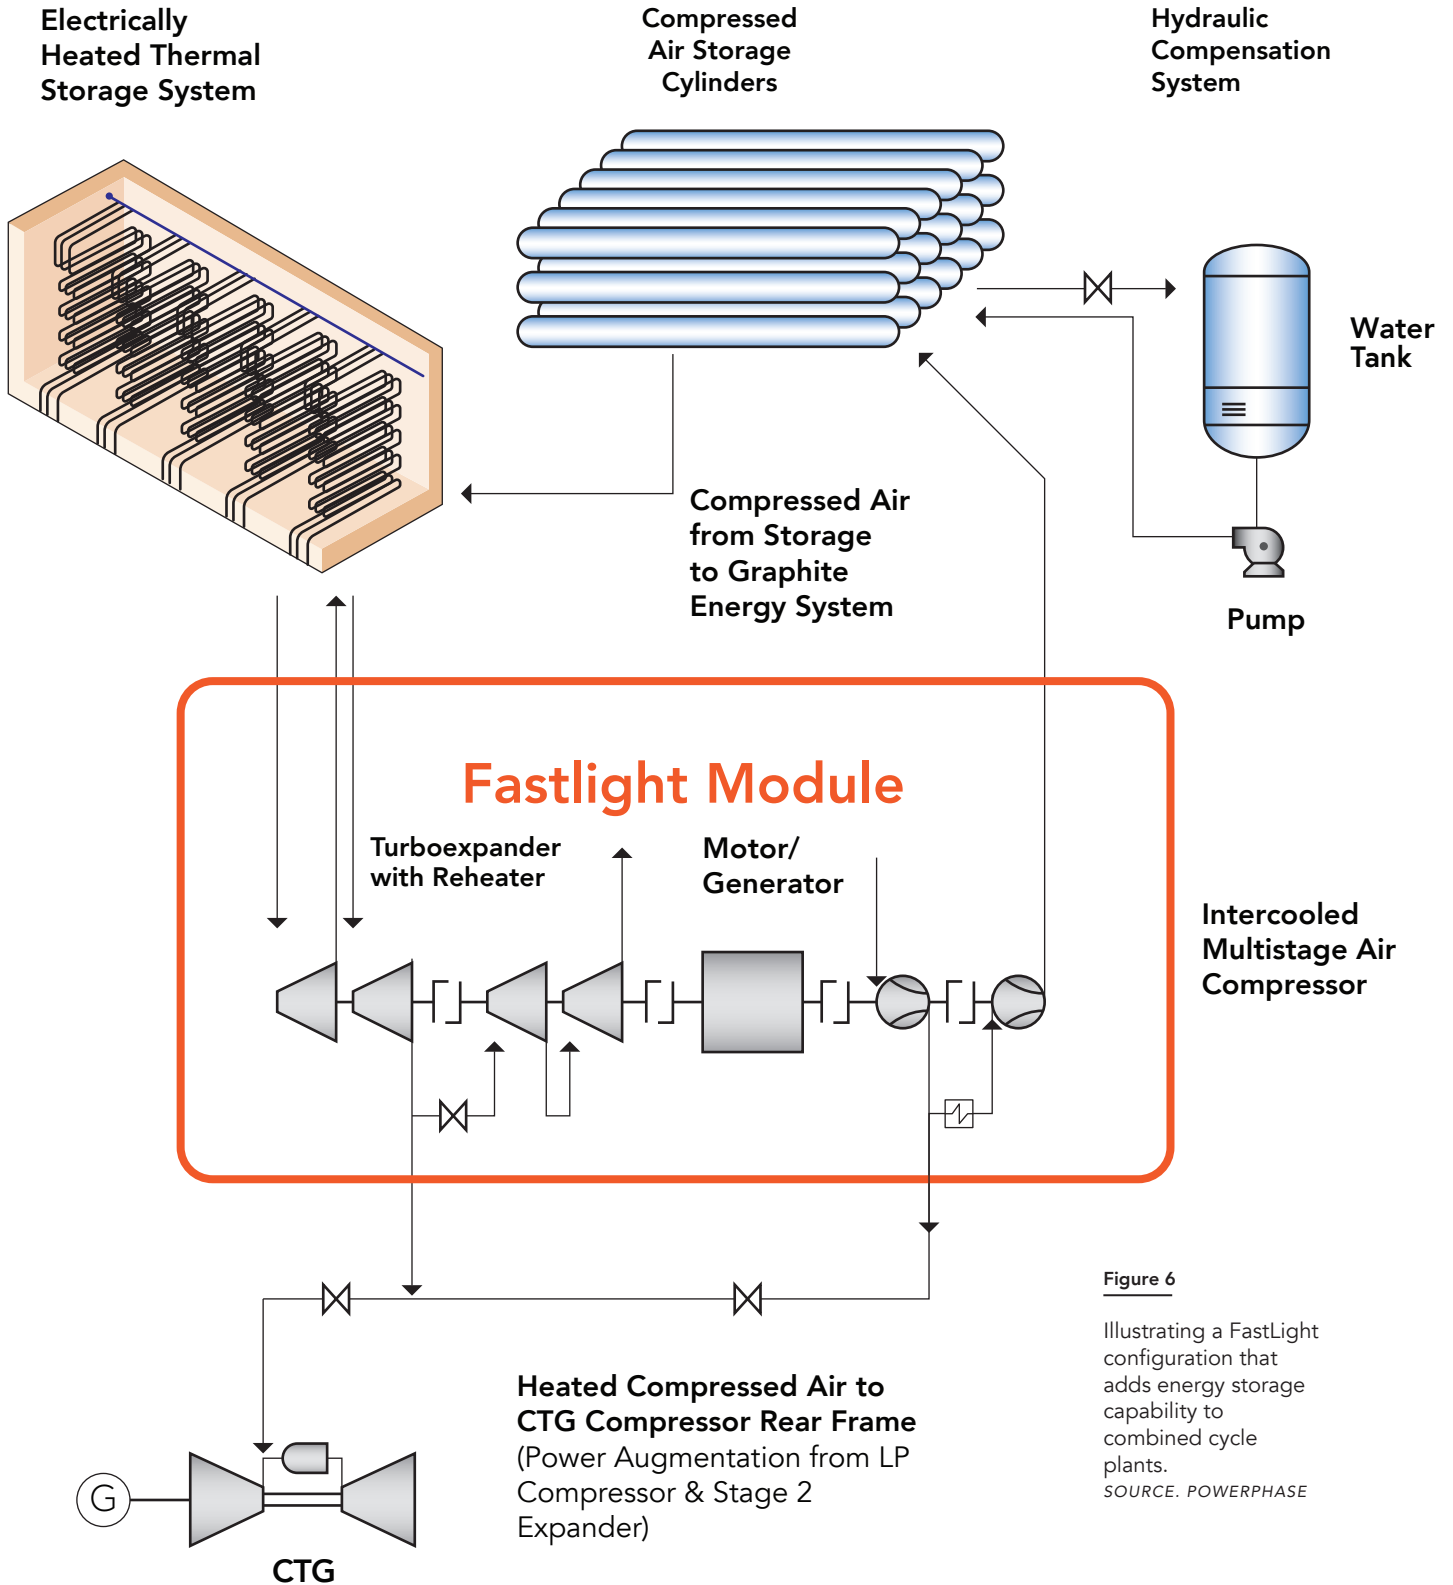 Electrically
Heated Thermal
Storage System
Compressed
Air Storage
Cylinders
Hydraulic
Compensation
System
Water
Tank
Compressed Air
from Storage
to Graphite
Energy System
Pump
Fastlight Module
Turboexpander
with Reheater
Motor/
Generator
Intercooled
Multistage Air
Compressor
Figure 6
Illustrating a FastLight
configuration that
adds energy storage
capability to
combined cycle
plants.
SOURCE. POWERPHASE
Heated Compressed Air to
CTG Compressor Rear Frame
(Power Augmentation from LP
Compressor & Stage 2
Expander)
G
CTG